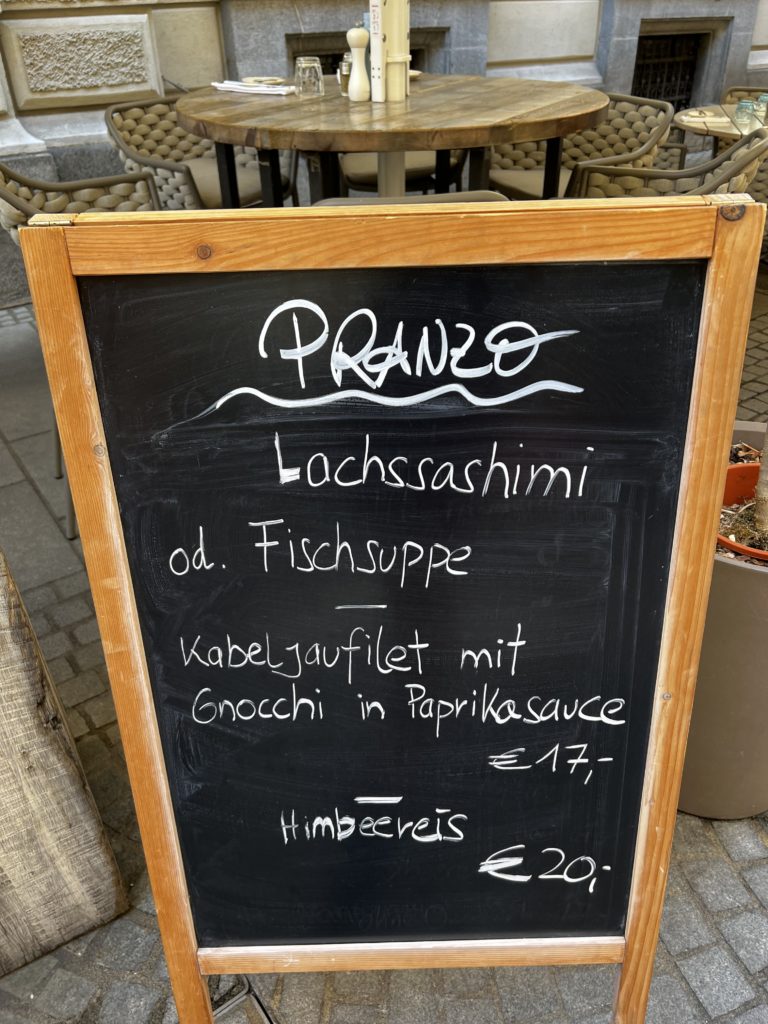 PRANZO
Lachssashimi
od. Fischsuppe
Kabeljaufilet mit
Gnocchi in Paprikasauce
€ 17,-
Himbeereis
€ 20,-